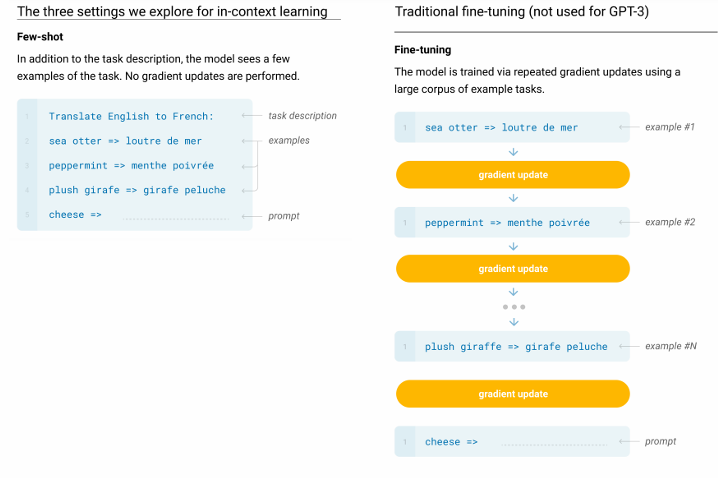 The three settings we explore for in-context learning
Few-shot
In addition to the task description, the model sees a few
examples of the task. No gradient updates are performed.
1 Translate English to French: task description
2 sea otter => loutre de mer examples
3 peppermint => menthe poivrée
4 plush girafe => girafe peluche
5 cheese => prompt
Traditional fine-tuning (not used for GPT-3)
Fine-tuning
The model is trained via repeated gradient updates using a
large corpus of example tasks.
1 sea otter => loutre de mer example #1
gradient update
1 peppermint => menthe poivrée example #2
gradient update
1 plush giraffe => girafe peluche example #N
gradient update
1 cheese => prompt